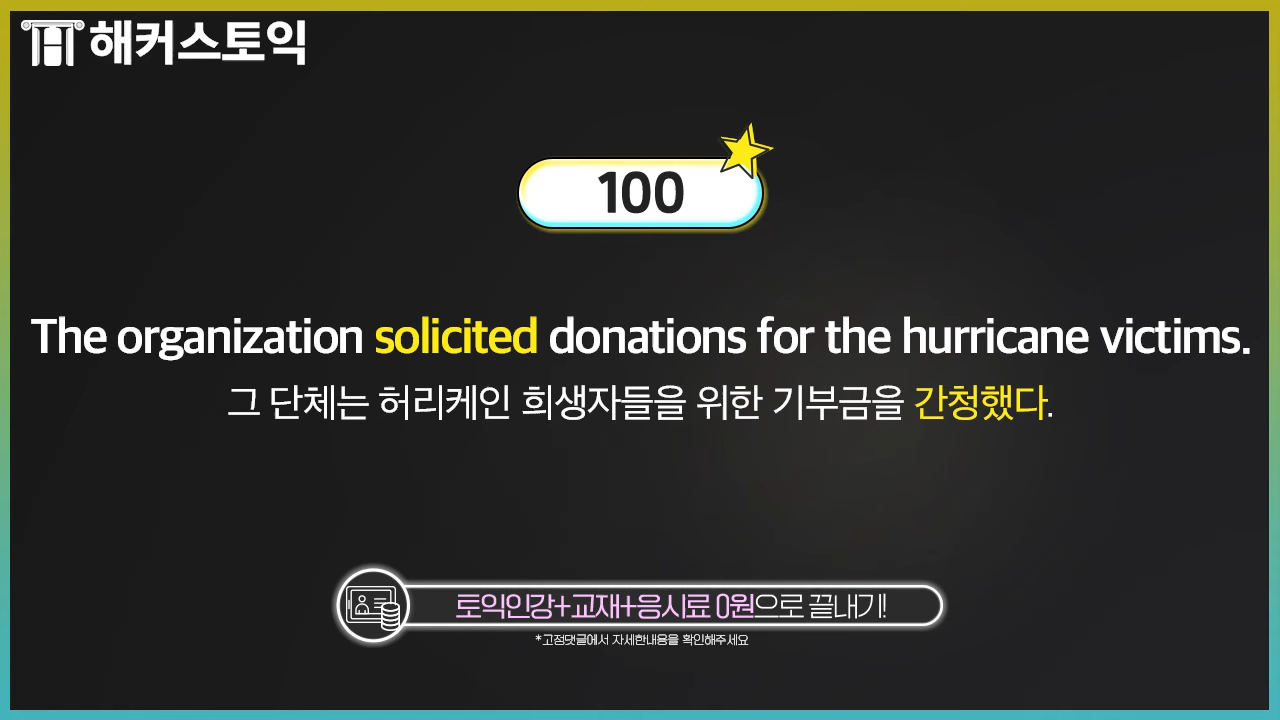 해커스토익
100
The organization solicited donations for the hurricane victims.
그 단체는 허리케인 희생자들을 위한 기부금을 간청했다.
토익인강+교재+응시료 0원으로 끝내기!
*고정댓글에서 자세한내용을 확인해주세요